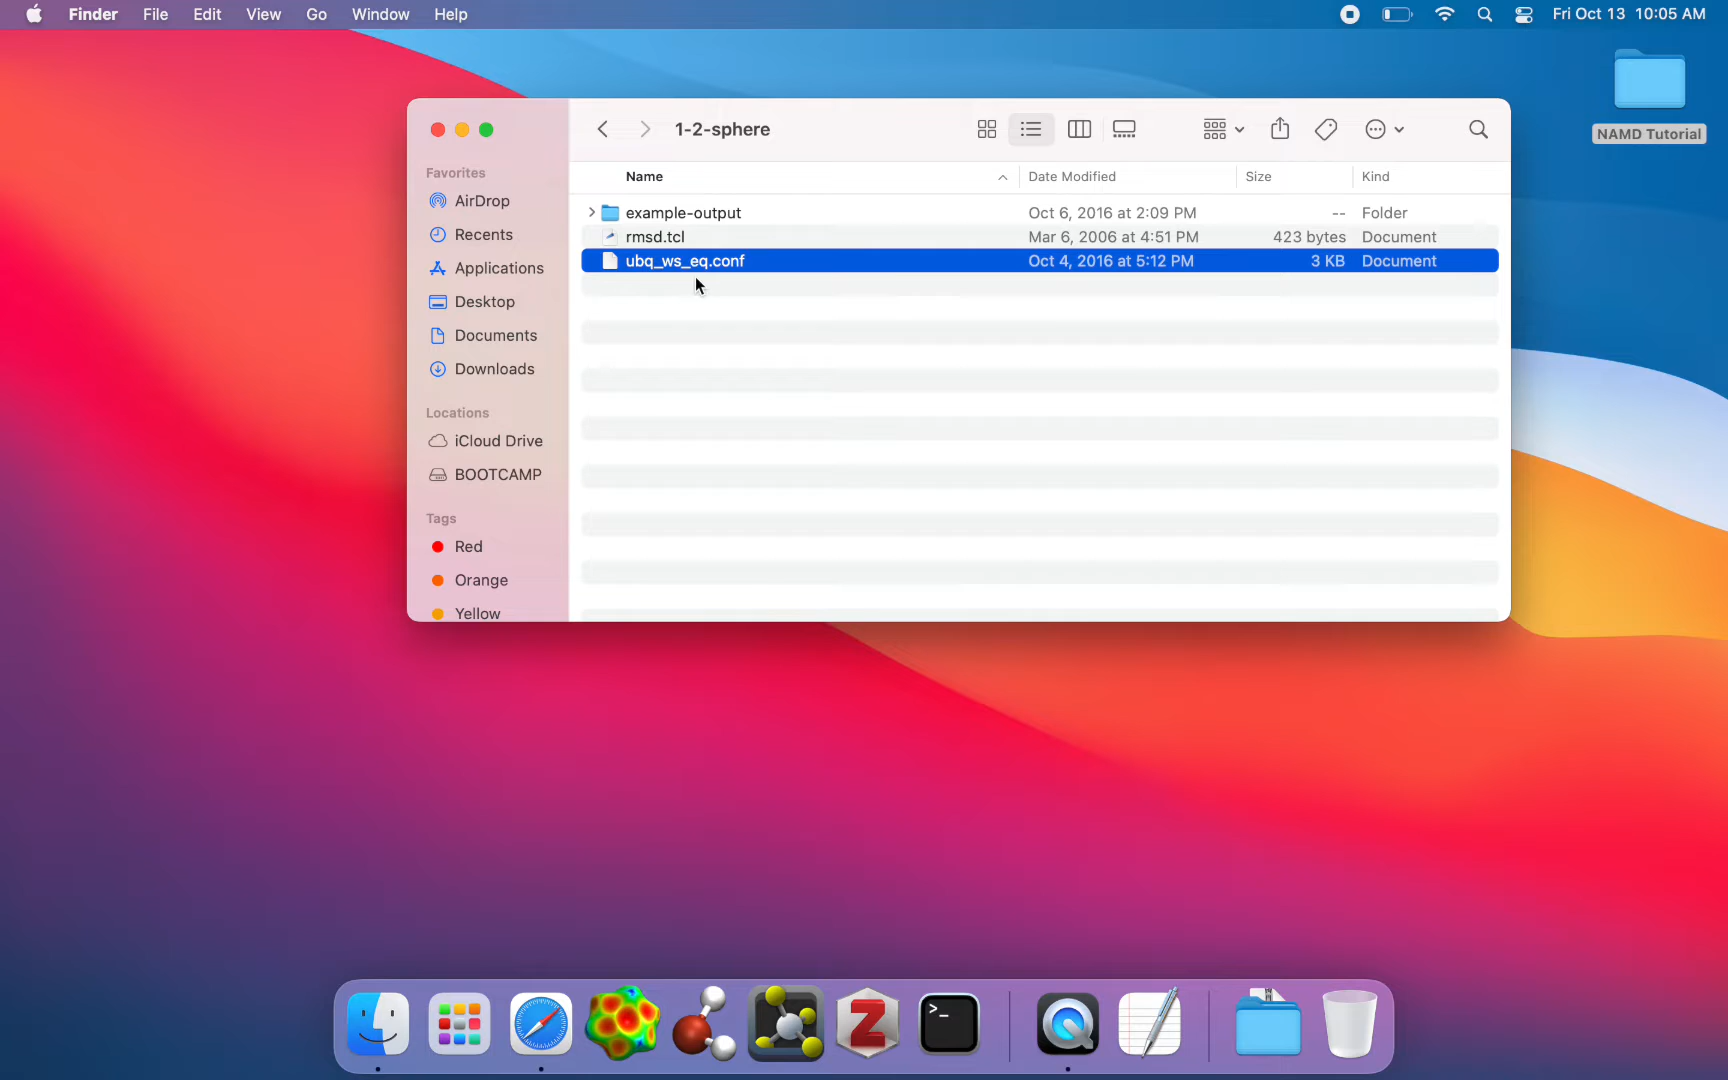 Finder File Edit View Go Window Help Fri Oct 13 10:05 AM
NAMD Tutorial
1-2-sphere
Favorites
AirDrop
Recents
Applications
Desktop
Documents
Downloads
Locations
iCloud Drive
BOOTCAMP
Tags
Red
Orange
Yellow
Name Date Modified Size Kind
example-output Oct 6, 2016 at 2:09 PM -- Folder
rmsd.tcl Mar 6, 2006 at 4:51 PM 423 bytes Document
ubq_ws_eq.conf Oct 4, 2016 at 5:12 PM 3 KB Document
Z >_